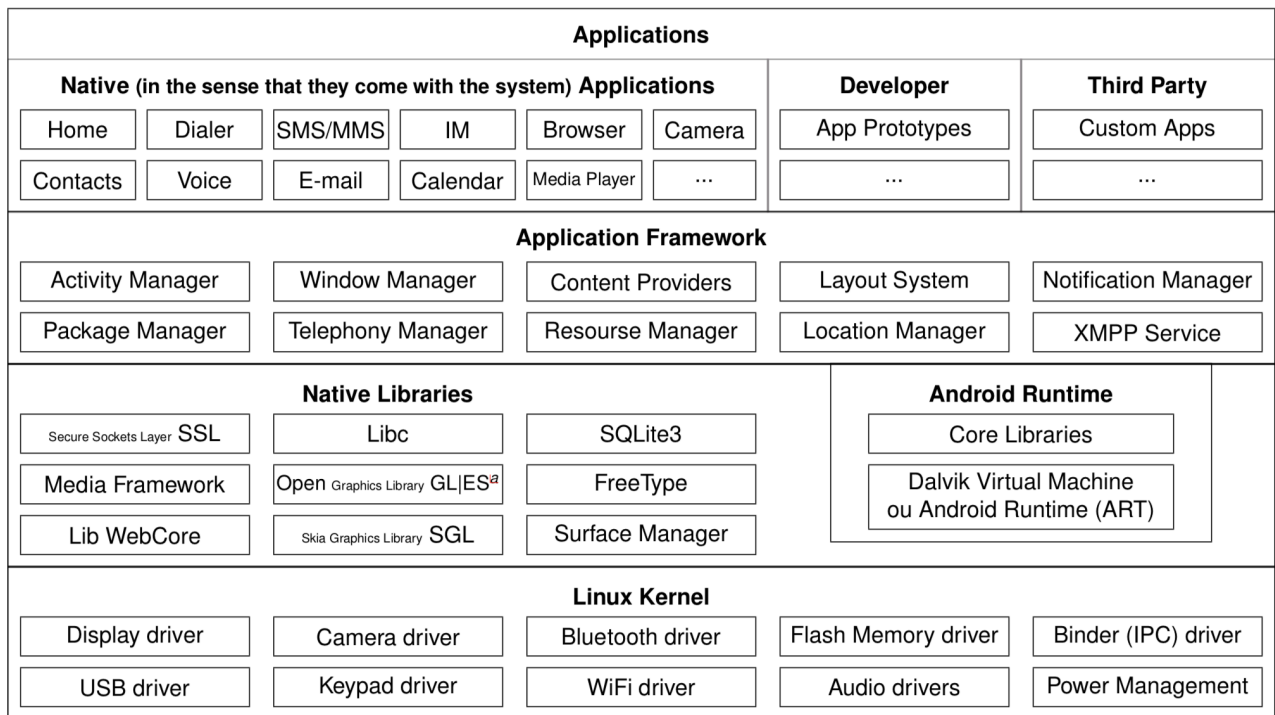 Applications
Native (in the sense that they come with the system) Applications
Developer
Third Party
Home
Dialer
SMS/MMS
IM
Browser
Camera
App Prototypes
Custom Apps
Contacts
Voice
E-mail
Calendar
Media Player
...
...
...
Application Framework
Activity Manager
Window Manager
Content Providers
Layout System
Notification Manager
Package Manager
Telephony Manager
Resourse Manager
Location Manager
XMPP Service
Native Libraries
Android Runtime
Secure Sockets Layer SSL
Libc
SQLite3
Core Libraries
Media Framework
Open Graphics Library GL|ESa
FreeType
Dalvik Virtual Machine
ou Android Runtime (ART)
Lib WebCore
Skia Graphics Library SGL
Surface Manager
Linux Kernel
Display driver
Camera driver
Bluetooth driver
Flash Memory driver
Binder (IPC) driver
USB driver
Keypad driver
WiFi driver
Audio drivers
Power Management